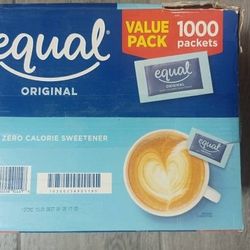 equal®
ORIGINAL
VALUE
PACK
1000
packets
equal
ZERO CALORIE SWEETENER
equal